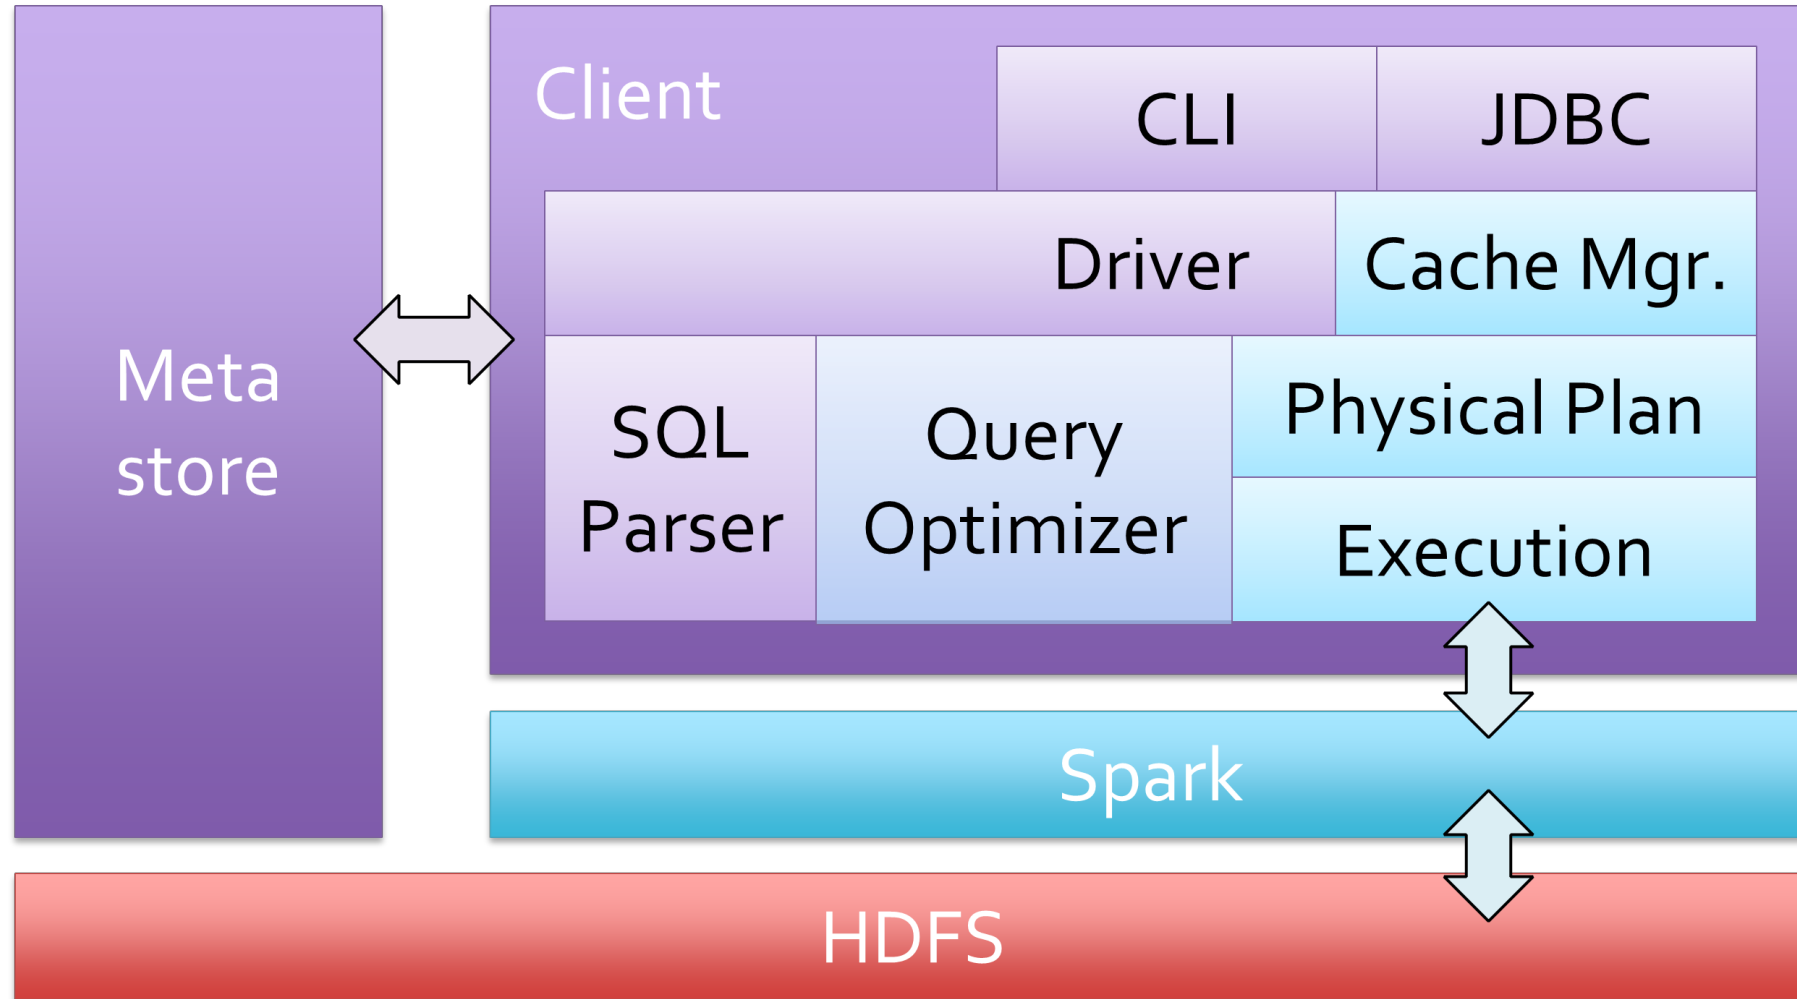 Client
CLI
JDBC
Driver
Cache Mgr.
Meta
store
SQL
Parser
Query
Optimizer
Physical Plan
Execution
Spark
HDFS